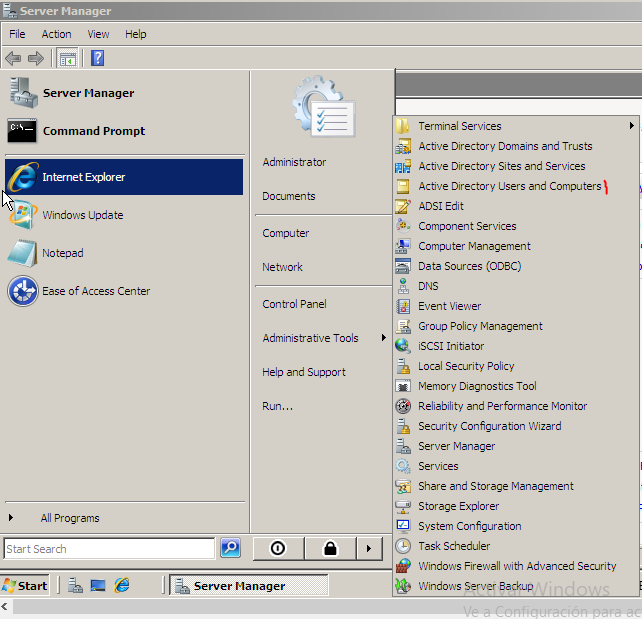 Server Manager
File Action View Help
Server Manager
Command Prompt
Internet Explorer
Windows Update
Notepad
Ease of Access Center
All Programs
Start Search
Administrator
Documents
Computer
Network
Control Panel
Administrative Tools
Help and Support
Run...
Terminal Services
Active Directory Domains and Trusts
Active Directory Sites and Services
Active Directory Users and Computers
ADSI Edit
Component Services
Computer Management
Data Sources (ODBC)
DNS
Event Viewer
Group Policy Management
iSCSI Initiator
Local Security Policy
Memory Diagnostics Tool
Reliability and Performance Monitor
Security Configuration Wizard
Server Manager
Services
Share and Storage Management
Storage Explorer
System Configuration
Task Scheduler
Windows Firewall with Advanced Security
Windows Server Backup
Start Server Manager
Activar Windows
Ve a Configuración para ac